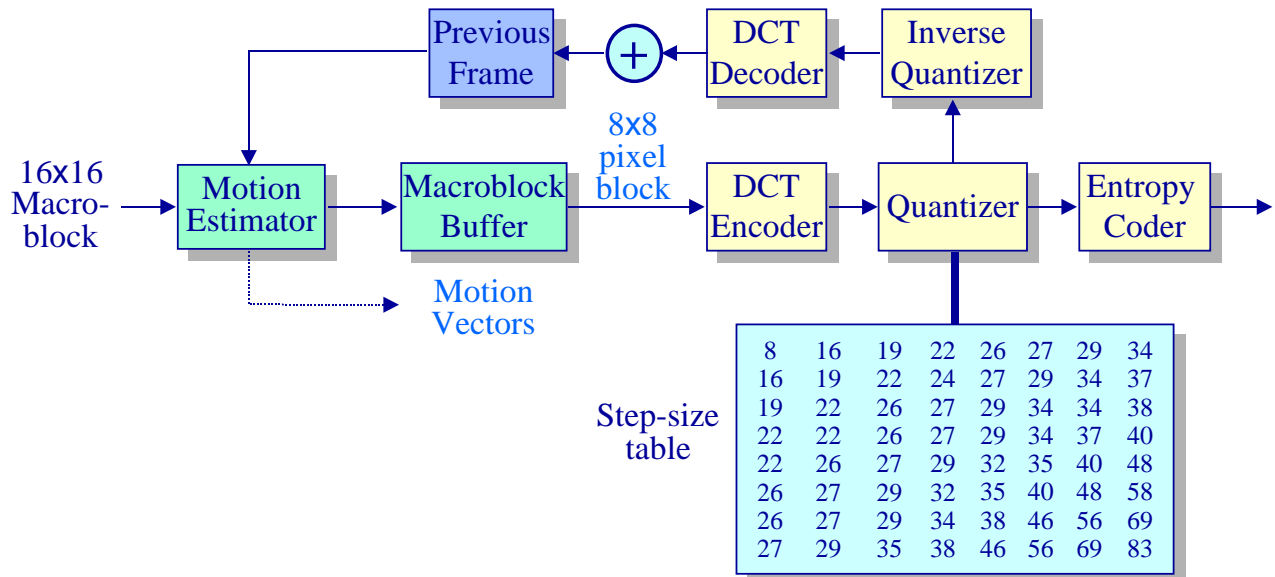 Previous
Frame
+
DCT
Decoder
Inverse
Quantizer
16x16
Macro-
block
Motion
Estimator
Macroblock
Buffer
8x8
pixel
block
DCT
Encoder
Quantizer
Entropy
Coder
Motion
Vectors
Step-size
table
8 16 19 22 26 27 29 34
16 19 22 24 27 29 34 37
19 22 26 27 29 34 34 38
22 22 26 27 29 34 37 40
22 26 27 29 32 35 40 48
26 27 29 32 35 40 48 58
26 27 29 34 38 46 56 69
27 29 35 38 46 56 69 83